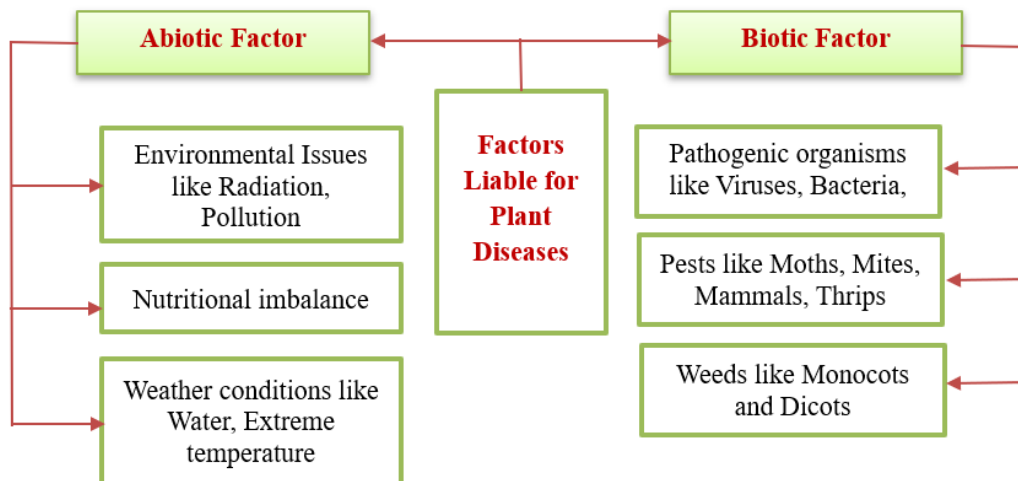 Abiotic Factor
Biotic Factor
Factors
Liable for
Plant
Diseases
Environmental Issues
like Radiation,
Pollution
Nutritional imbalance
Weather conditions like
Water, Extreme
temperature
Pathogenic organisms
like Viruses, Bacteria,
Pests like Moths, Mites,
Mammals, Thrips
Weeds like Monocots
and Dicots